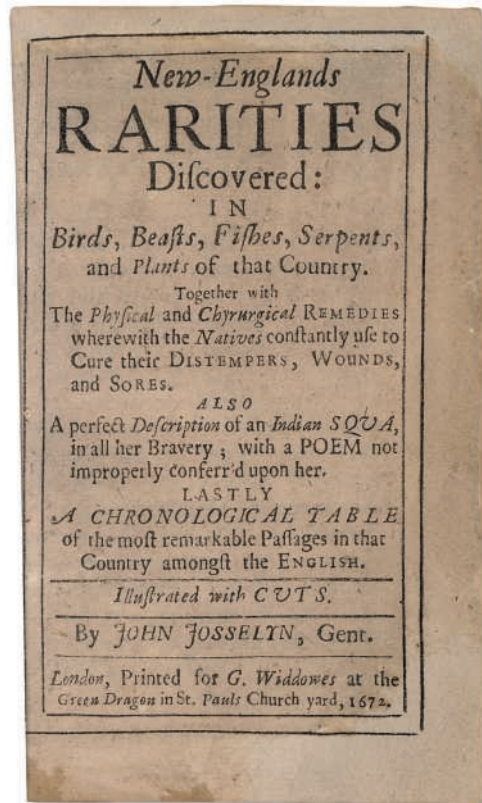 New-Englands
RARITIES
Diſcovered:
IN
Birds, Beaſts, Fiſhes, Serpents,
and Plants of that Country.
Together with
The Phyſical and Chyrurgical REMEDIES
wherewith the Natives conſtantly uſe to
Cure their DISTEMPERS, WOUNDS,
and SORES.
ALSO
A perfect Deſcription of an Indian SQUA,
in all her Bravery; with a POEM not
improperly conferr'd upon her.
LASTLY
A CHRONOLOGICAL TABLE
of the moſt remarkable Paſſages in that
Country amongſt the ENGLISH.
Illuſtrated with CUTS.
By JOHN JOSSELYN, Gent.
London, Printed for G. Widdowes at the
Green Dragon in St. Pauls Church yard, 1672.